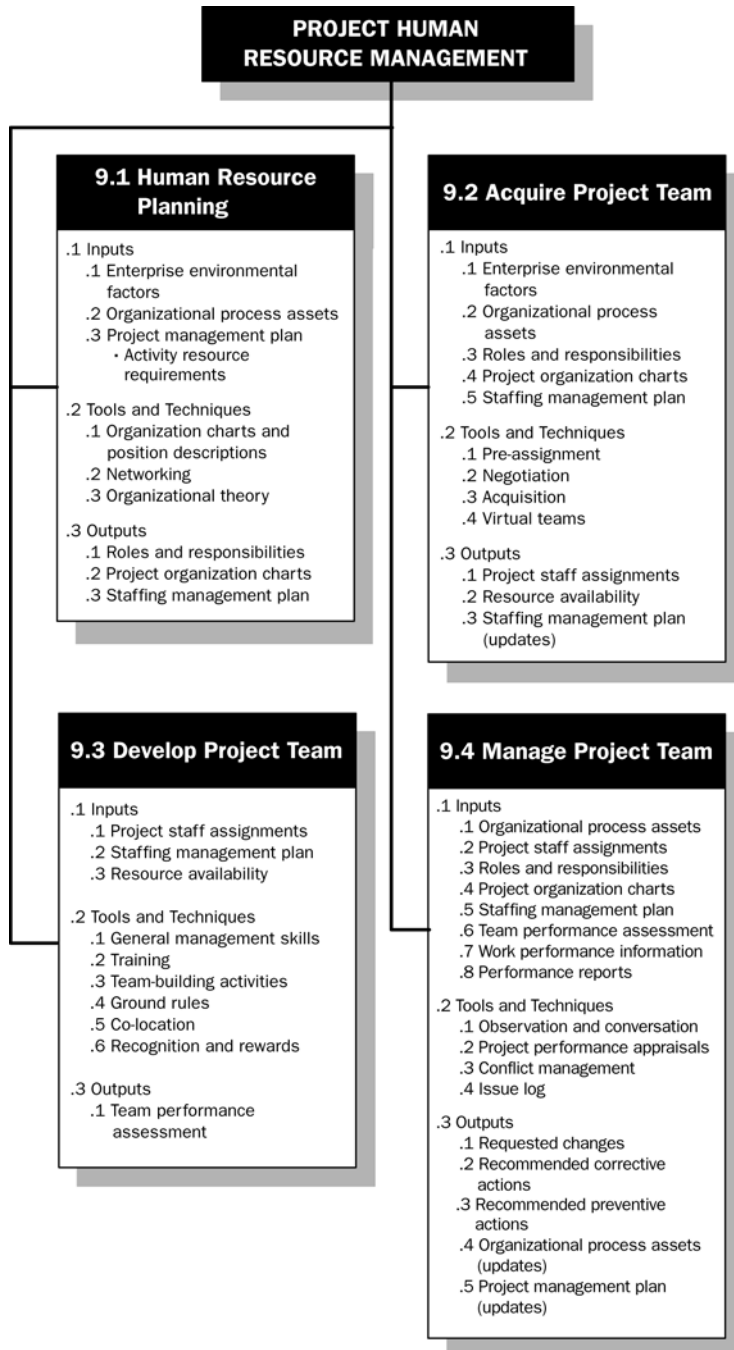 PROJECT HUMAN
RESOURCE MANAGEMENT
9.1 Human Resource
Planning
.1 Inputs
.1 Enterprise environmental
factors
.2 Organizational process assets
.3 Project management plan
· Activity resource
requirements
.2 Tools and Techniques
.1 Organization charts and
position descriptions
.2 Networking
.3 Organizational theory
.3 Outputs
.1 Roles and responsibilities
.2 Project organization charts
.3 Staffing management plan
9.2 Acquire Project Team
.1 Inputs
.1 Enterprise environmental
factors
.2 Organizational process
assets
.3 Roles and responsibilities
.4 Project organization charts
.5 Staffing management plan
.2 Tools and Techniques
.1 Pre-assignment
.2 Negotiation
.3 Acquisition
.4 Virtual teams
.3 Outputs
.1 Project staff assignments
.2 Resource availability
.3 Staffing management plan
(updates)
9.3 Develop Project Team
.1 Inputs
.1 Project staff assignments
.2 Staffing management plan
.3 Resource availability
.2 Tools and Techniques
.1 General management skills
.2 Training
.3 Team-building activities
.4 Ground rules
.5 Co-location
.6 Recognition and rewards
.3 Outputs
.1 Team performance
assessment
9.4 Manage Project Team
.1 Inputs
.1 Organizational process assets
.2 Project staff assignments
.3 Roles and responsibilities
.4 Project organization charts
.5 Staffing management plan
.6 Team performance assessment
.7 Work performance information
.8 Performance reports
.2 Tools and Techniques
.1 Observation and conversation
.2 Project performance appraisals
.3 Conflict management
.4 Issue log
.3 Outputs
.1 Requested changes
.2 Recommended corrective
actions
.3 Recommended preventive
actions
.4 Organizational process assets
(updates)
.5 Project management plan
(updates)